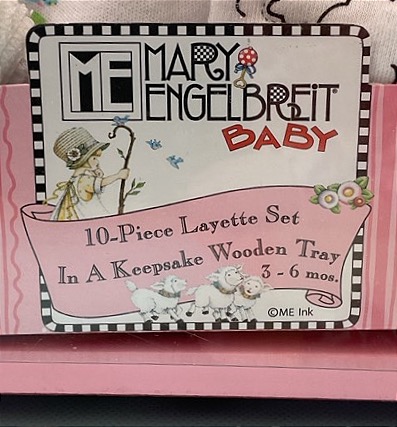 ME
MARY
ENGELBREIT
BABY
10-Piece Layette Set
In A Keepsake Wooden Tray
3 - 6 mos.
©ME Ink